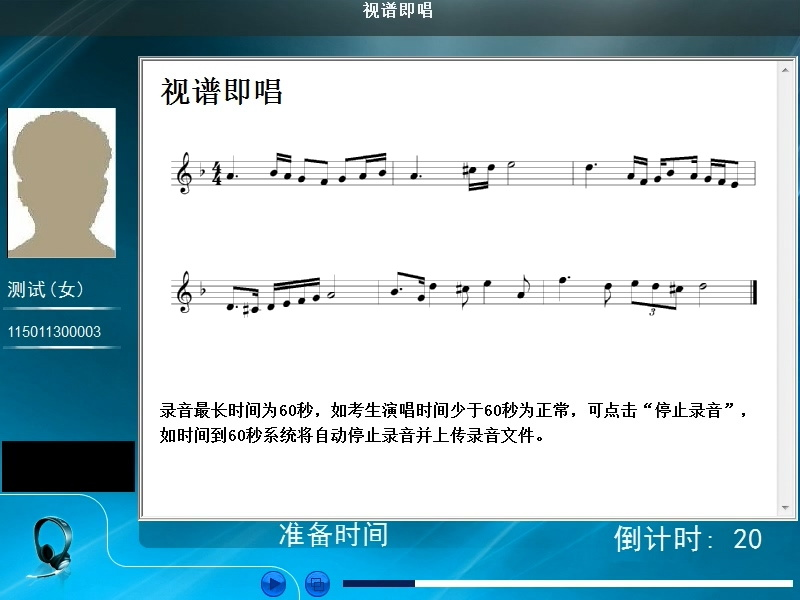 视谱即唱
视谱即唱
4
4
测试(女)
115011300003
3
录音最长时间为60秒，如考生演唱时间少于60秒为正常，可点击“停止录音”，
如时间到60秒系统将自动停止录音并上传录音文件。
准备时间
倒计时: 20